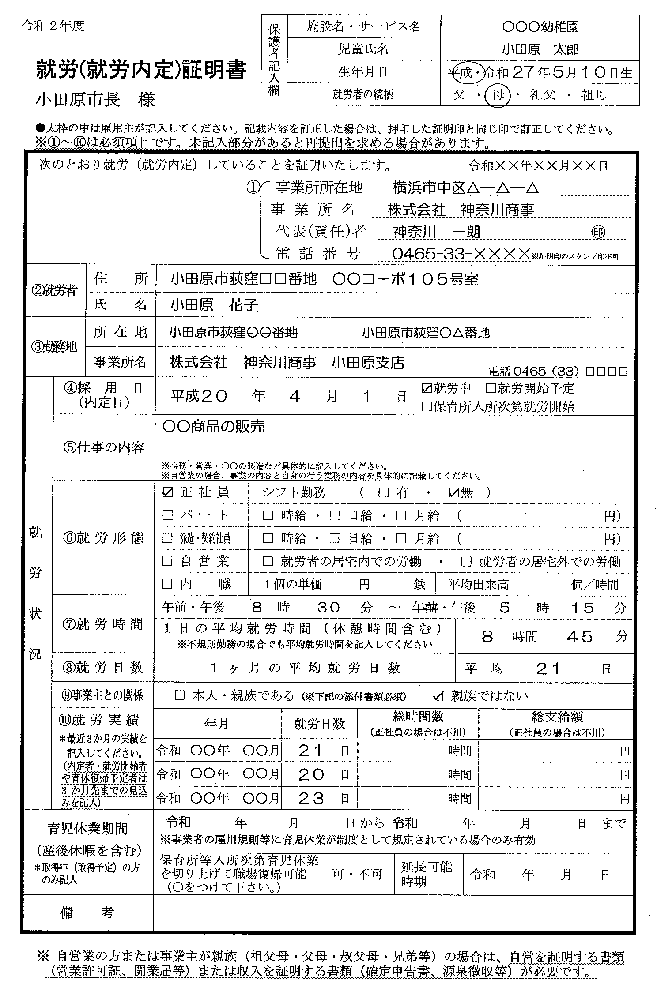 令和２年度
就労(就労内定)証明書
小田原市長　様
保護者記入欄
施設名・サービス名　〇〇〇幼稚園
児童氏名　小田原　太郎
生年月日　平成・令和 27 年 5 月 10 日生
就労者の続柄　父 ・ 母 ・ 祖父 ・ 祖母
●太枠の中は雇用主が記入してください。記載内容を訂正した場合は、押印した証明印と同じ印で訂正してください。
※①～⑩は必須項目です。未記入部分があると再提出を求める場合があります。
次のとおり就労（就労内定）していることを証明いたします。　令和××年××月××日
① 事業所所在地　横浜市中区△―△―△
事業所名　株式会社　神奈川商事
代表(責任)者　神奈川　一朗　㊞
電話番号　0465-33-××××※証明印のスタンプ印不可
②就労者
住　所　小田原市荻窪□□番地　〇〇コーポ１０５号室
氏　名　小田原　花子
③勤務地
所在地　小田原市荻窪〇〇番地　小田原市荻窪〇△番地
事業所名　株式会社　神奈川商事　小田原支店　電話 0465（33）□□□□
就労状況
④採用日（内定日）　平成２０ 年 ４ 月 １ 日　☑就労中　□就労開始予定
□保育所入所次第就労開始
⑤仕事の内容
〇〇商品の販売
※事務・営業・〇〇の製造など具体的に記入してください。
※自営業の場合、事業の内容と自身の行う業務の内容を具体的に記載してください。
⑥就労形態
☑ 正社員　シフト勤務　（ □ 有 ・ ☑無 ）
□ パート　□ 時給 ・ □ 日給 ・ □ 月給 （　円）
□ 派遣・契約社員　□ 時給 ・ □ 日給 ・ □ 月給 （　円）
□ 自営業　□ 就労者の居宅内での労働 ・ □ 就労者の居宅外での労働
□ 内　職　１個の単価　円　銭　平均出来高　個／時間
⑦就労時間
午前・午後 8 時 30 分 ～ 午前・午後 5 時 15 分
１日の平均就労時間（休憩時間含む）　8 時間 45 分
※不規則勤務の場合でも平均就労時間を記入してください
⑧就労日数　１ヶ月の平均就労日数　平均 21 日
⑨事業主との関係　□ 本人・親族である（※下記の添付書類必須）　☑ 親族ではない
⑩就労実績
＊最近３か月の実績を
記入してください。
（内定者・就労開始者
や育休復帰予定者は
３か月先までの見込
みを記入）
年月　就労日数　総時間数　総支給額
（正社員の場合は不用）　（正社員の場合は不用）
令和 〇〇年 〇〇月　21 日　時間　円
令和 〇〇年 〇〇月　20 日　時間　円
令和 〇〇年 〇〇月　23 日　時間　円
育児休業期間
（産後休暇を含む）
＊取得中（取得予定）の方
のみ記入
令和　年　月　日 から 令和　年　月　日 まで
※事業者の雇用規則等に育児休業が制度として規定されている場合のみ有効
保育所等入所次第育児休業
を切り上げて職場復帰可能
（〇をつけて下さい。）
可・不可
延長可能
時期
令和　年　月　日
備　考
※ 自営業の方または事業主が親族（祖父母・父母・叔父母・兄弟等）の場合は、自営を証明する書類
（営業許可証、開業届等）または収入を証明する書類（確定申告書、源泉徴収等）が必要です。